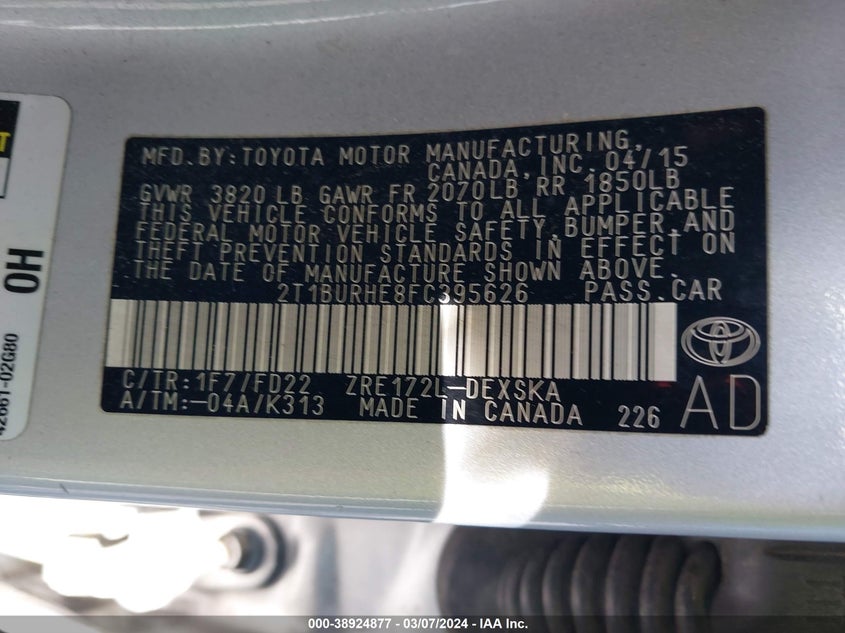 MFD.BY:TOYOTA MOTOR MANUFACTURING,
CANADA,INC. 04/15
GVWR 3820 LB GAWR FR 2070LB RR 1850LB
THIS VEHICLE CONFORMS TO ALL APPLICABLE
FEDERAL MOTOR VEHICLE SAFETY,BUMPER,AND
THEFT PREVENTION STANDARDS IN EFFECT ON
THE DATE OF MANUFACTURE SHOWN ABOVE.
2T1BURHE8FC395626 PASS.CAR
C/TR:1F7/FD22 ZRE172L-DEXSKA
A/TM:-04A/K313 MADE IN CANADA 226
AD
OH
42661-02G80
000-38924877 - 03/07/2024 - IAA Inc.